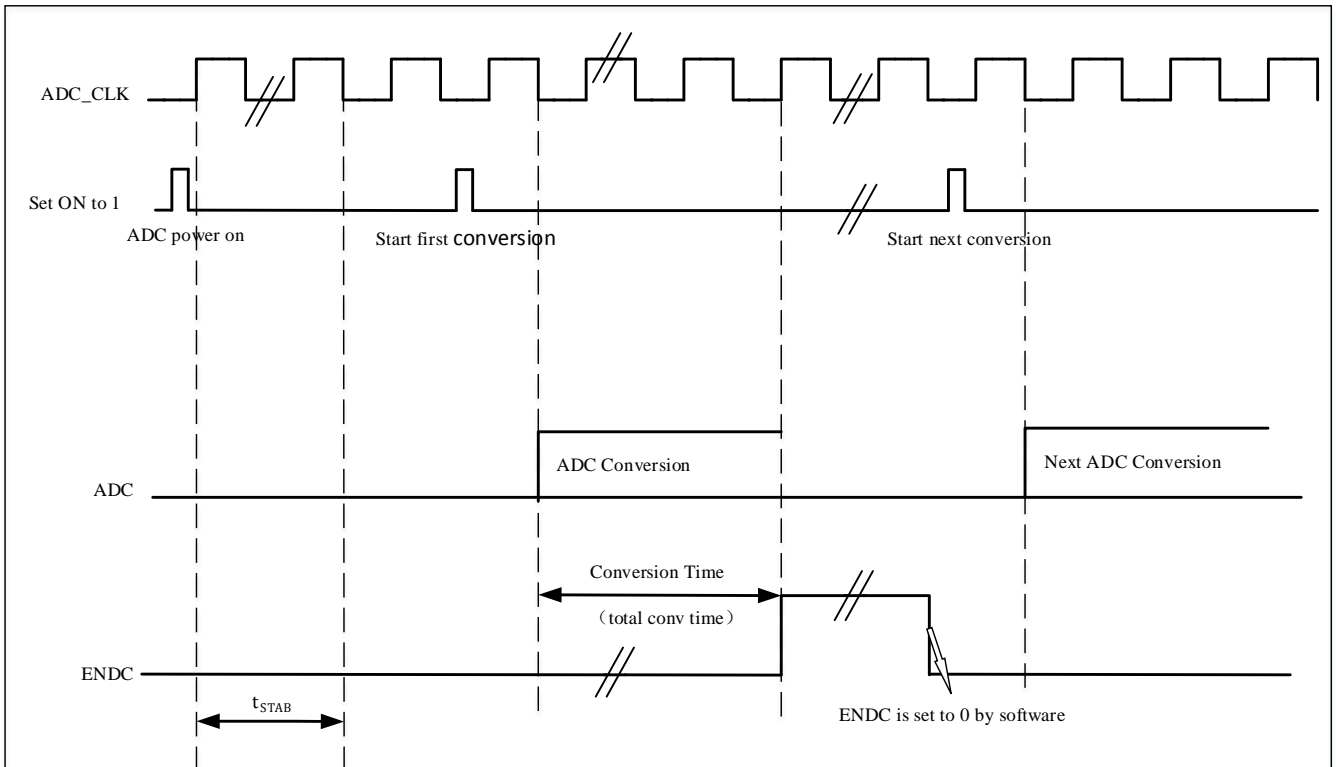 ADC_CLK
Set ON to 1
ADC power on
Start first conversion
Start next conversion
ADC Conversion
Next ADC Conversion
ADC
Conversion Time
（total conv time）
ENDC
tSTAB
ENDC is set to 0 by software